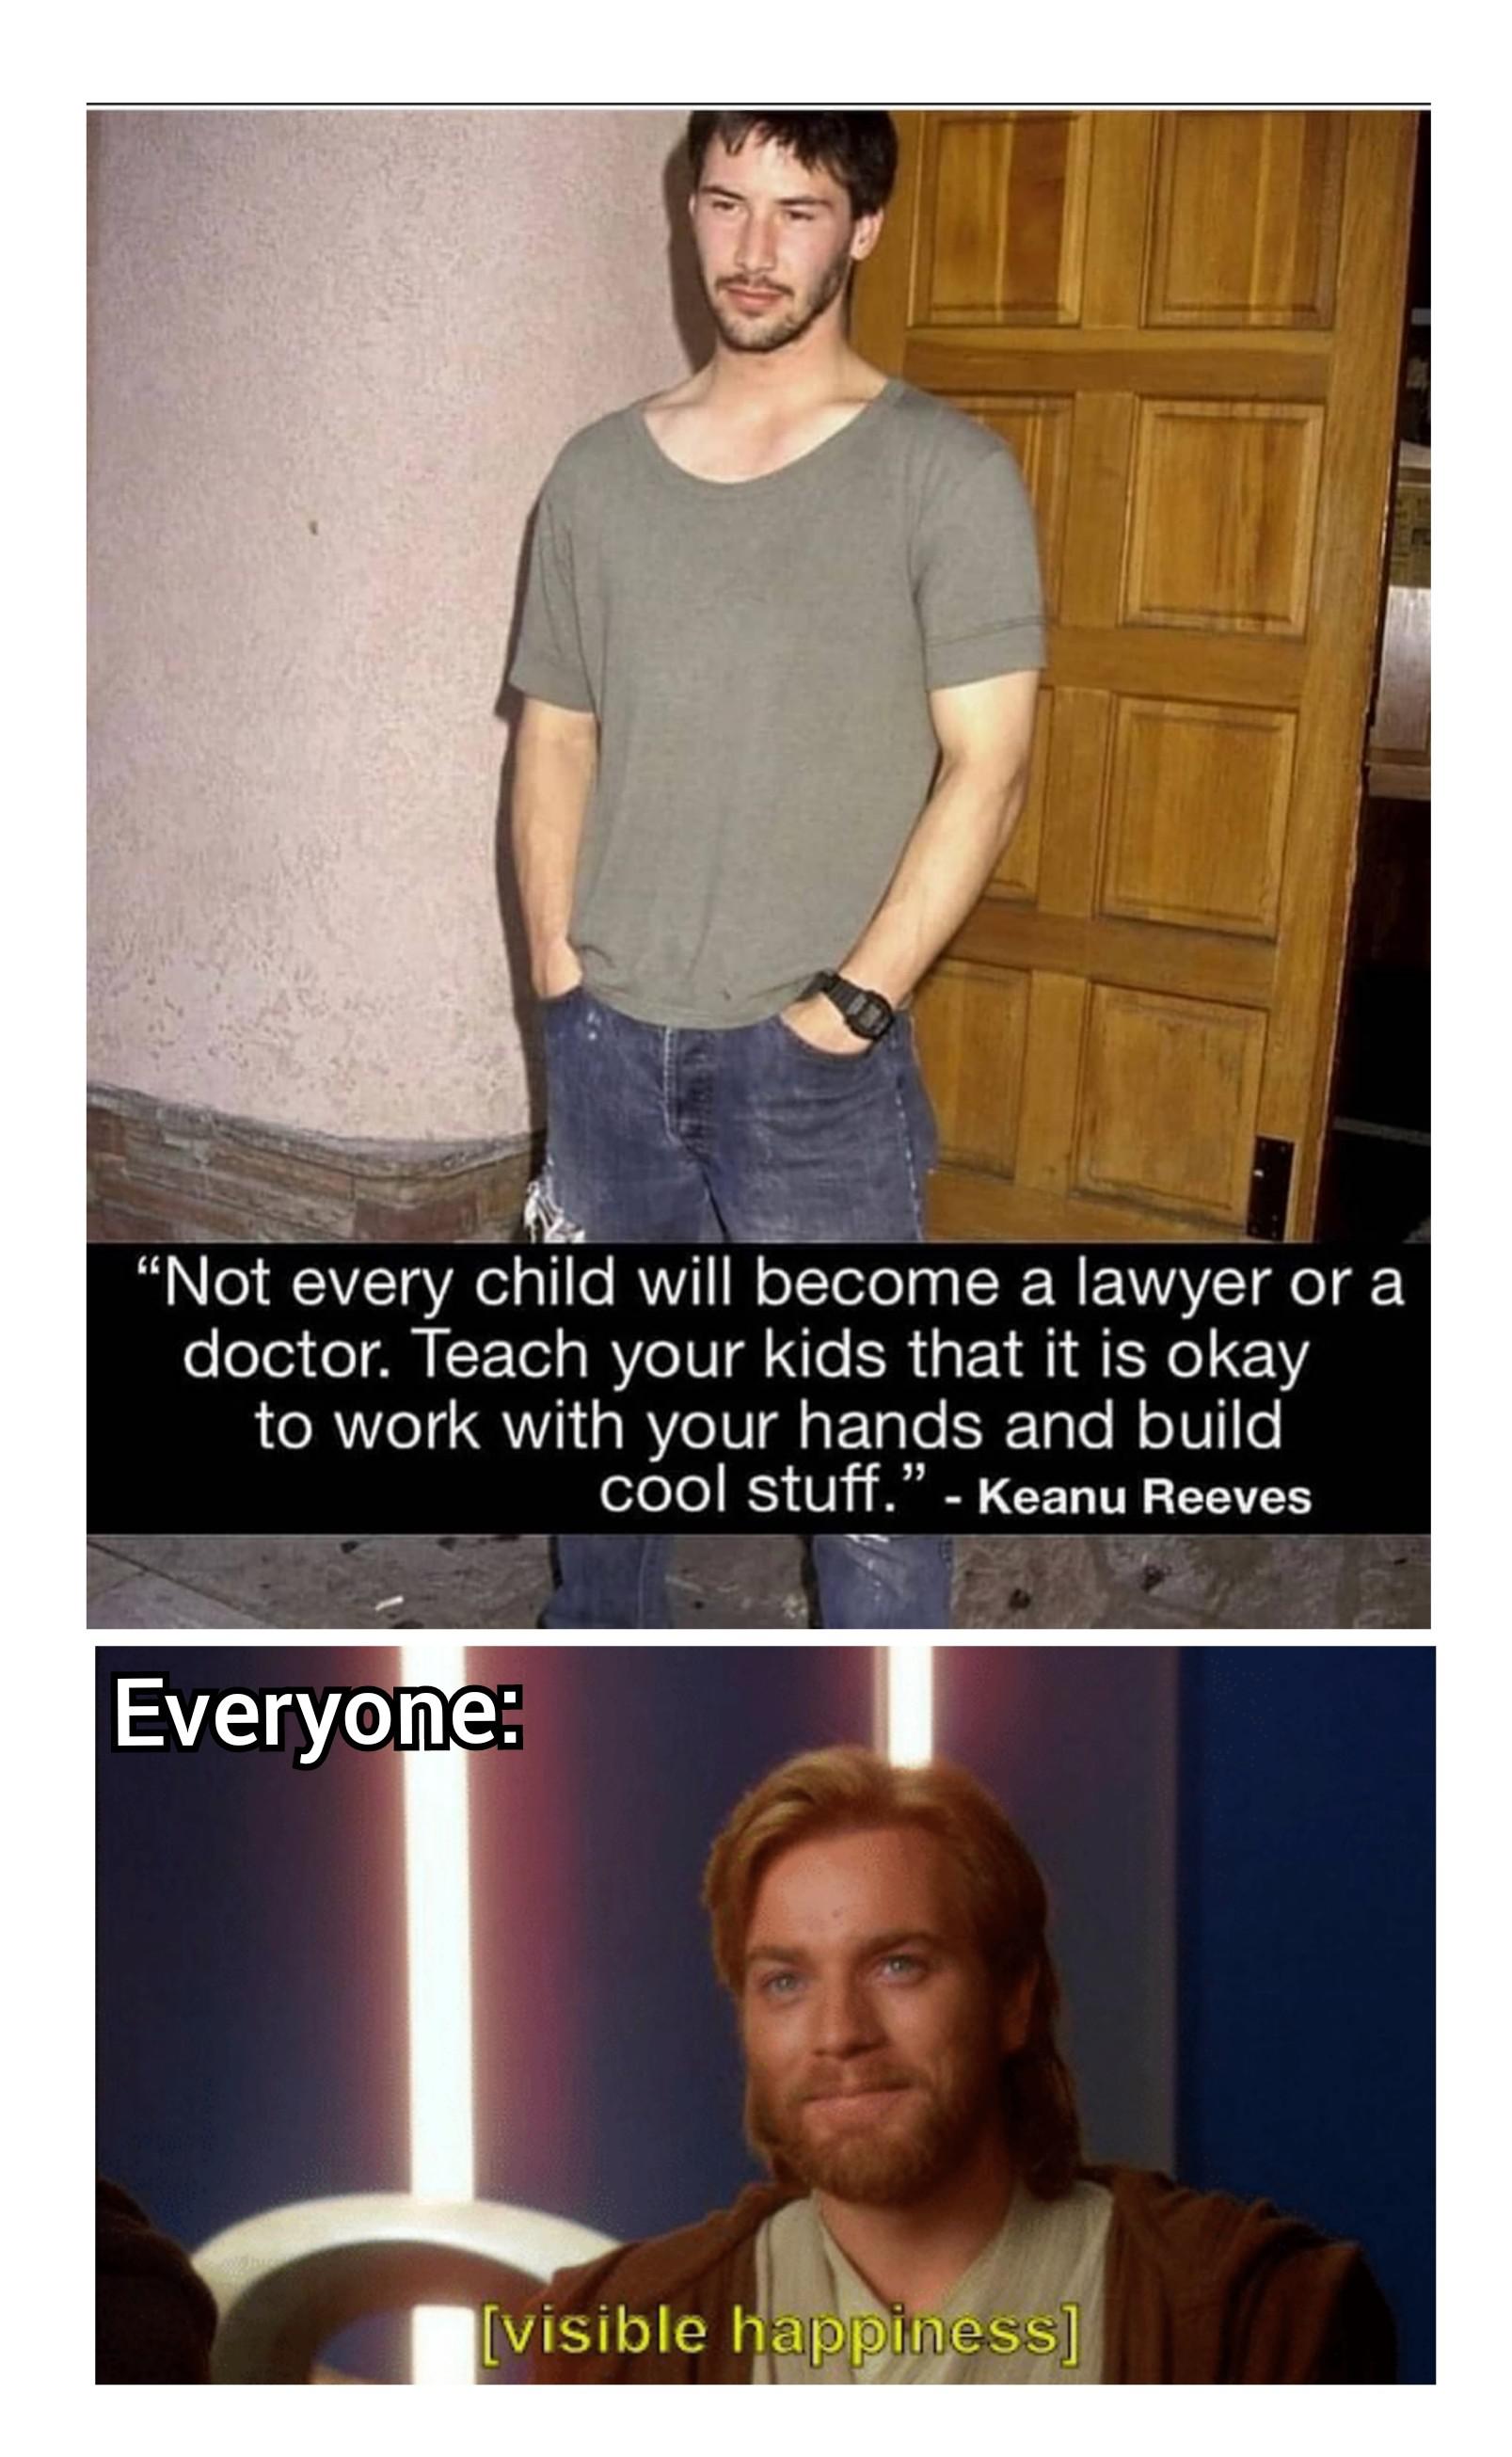 “Not every child will become a lawyer or a
doctor. Teach your kids that it is okay
to work with your hands and build
cool stuff.” - Keanu Reeves
Everyone:
[visible happiness]